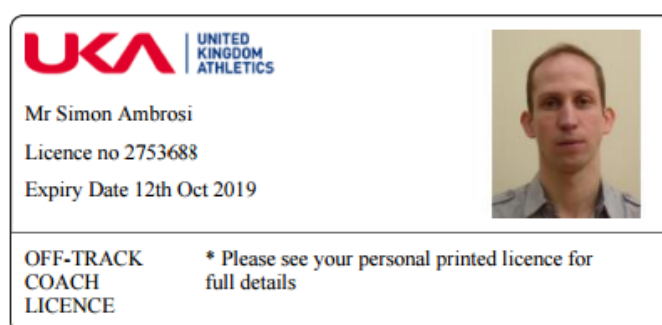 UKA
UNITED
KINGDOM
ATHLETICS
Mr Simon Ambrosi
Licence no 2753688
Expiry Date 12th Oct 2019
OFF-TRACK
COACH
LICENCE
* Please see your personal printed licence for
full details